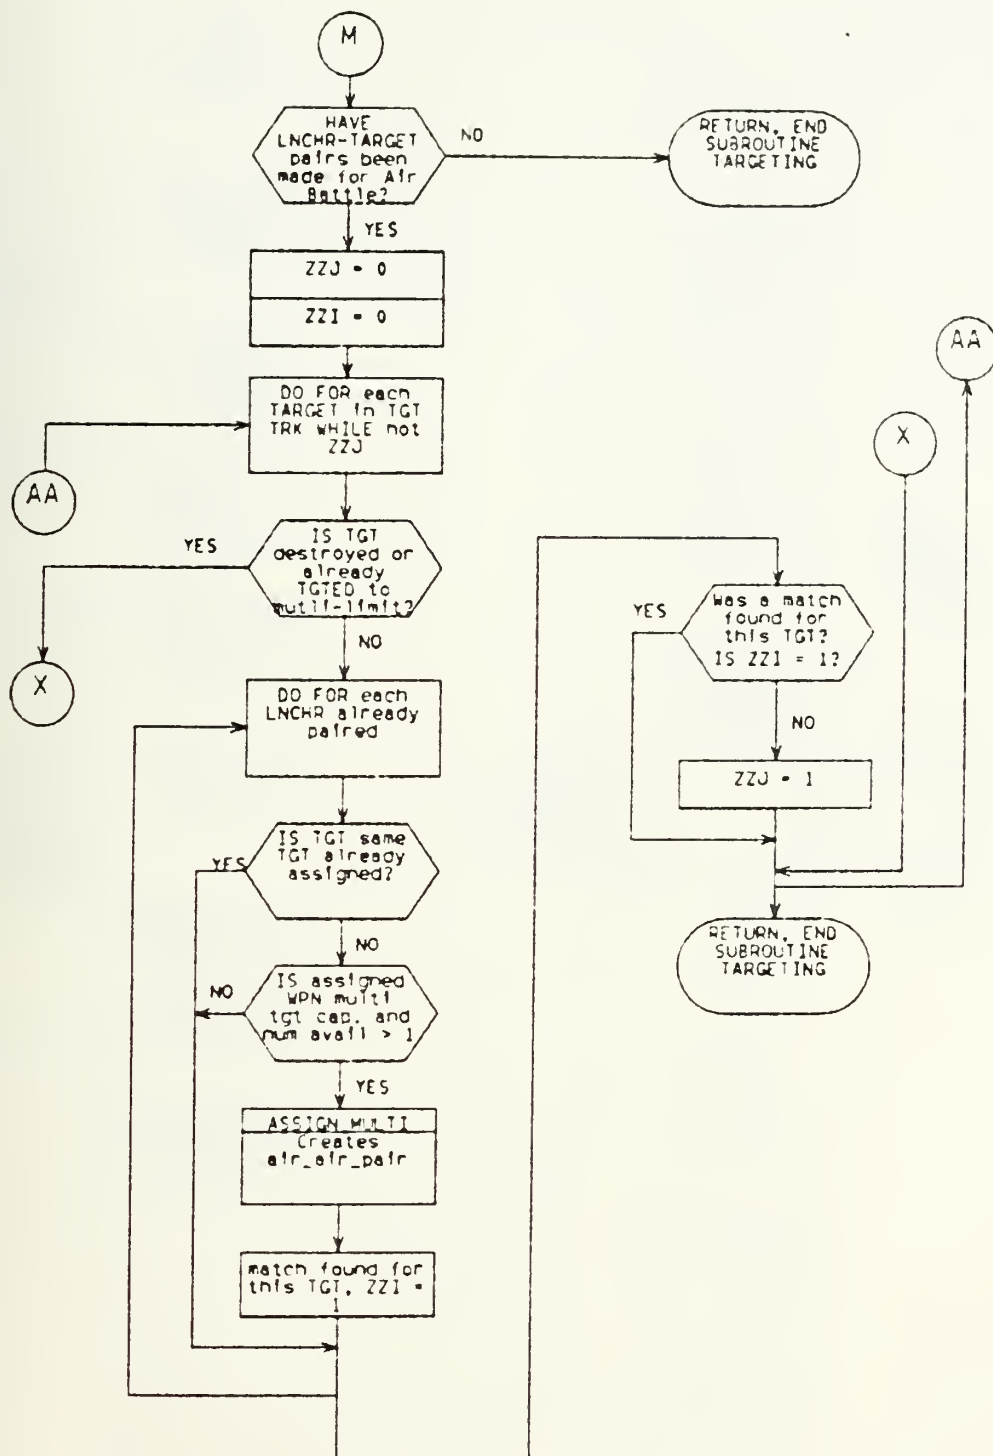 M
HAVE
LNCHR-TARGET
pairs been
made for Air
Battle?
NO
RETURN, END
SUBROUTINE
TARGETING
YES
ZZJ = 0
ZZI = 0
DO FOR each
TARGET in TGT
TRK WHILE not
ZZJ
AA
IS TGT
destroyed or
already
TGTED to
mutli-limit?
YES
X
NO
DO FOR each
LNCHR already
paired
IS TGT same
TGT already
assigned?
YES
NO
IS assigned
WPN multi
tgt cap. and
num avail > 1
NO
YES
ASSIGN MULTI
Creates
air_air_pair
match found for
this TGT, ZZI =
1
AA
X
Was a match
found for
this TGT?
IS ZZI = 1?
YES
NO
ZZJ = 1
RETURN, END
SUBROUTINE
TARGETING